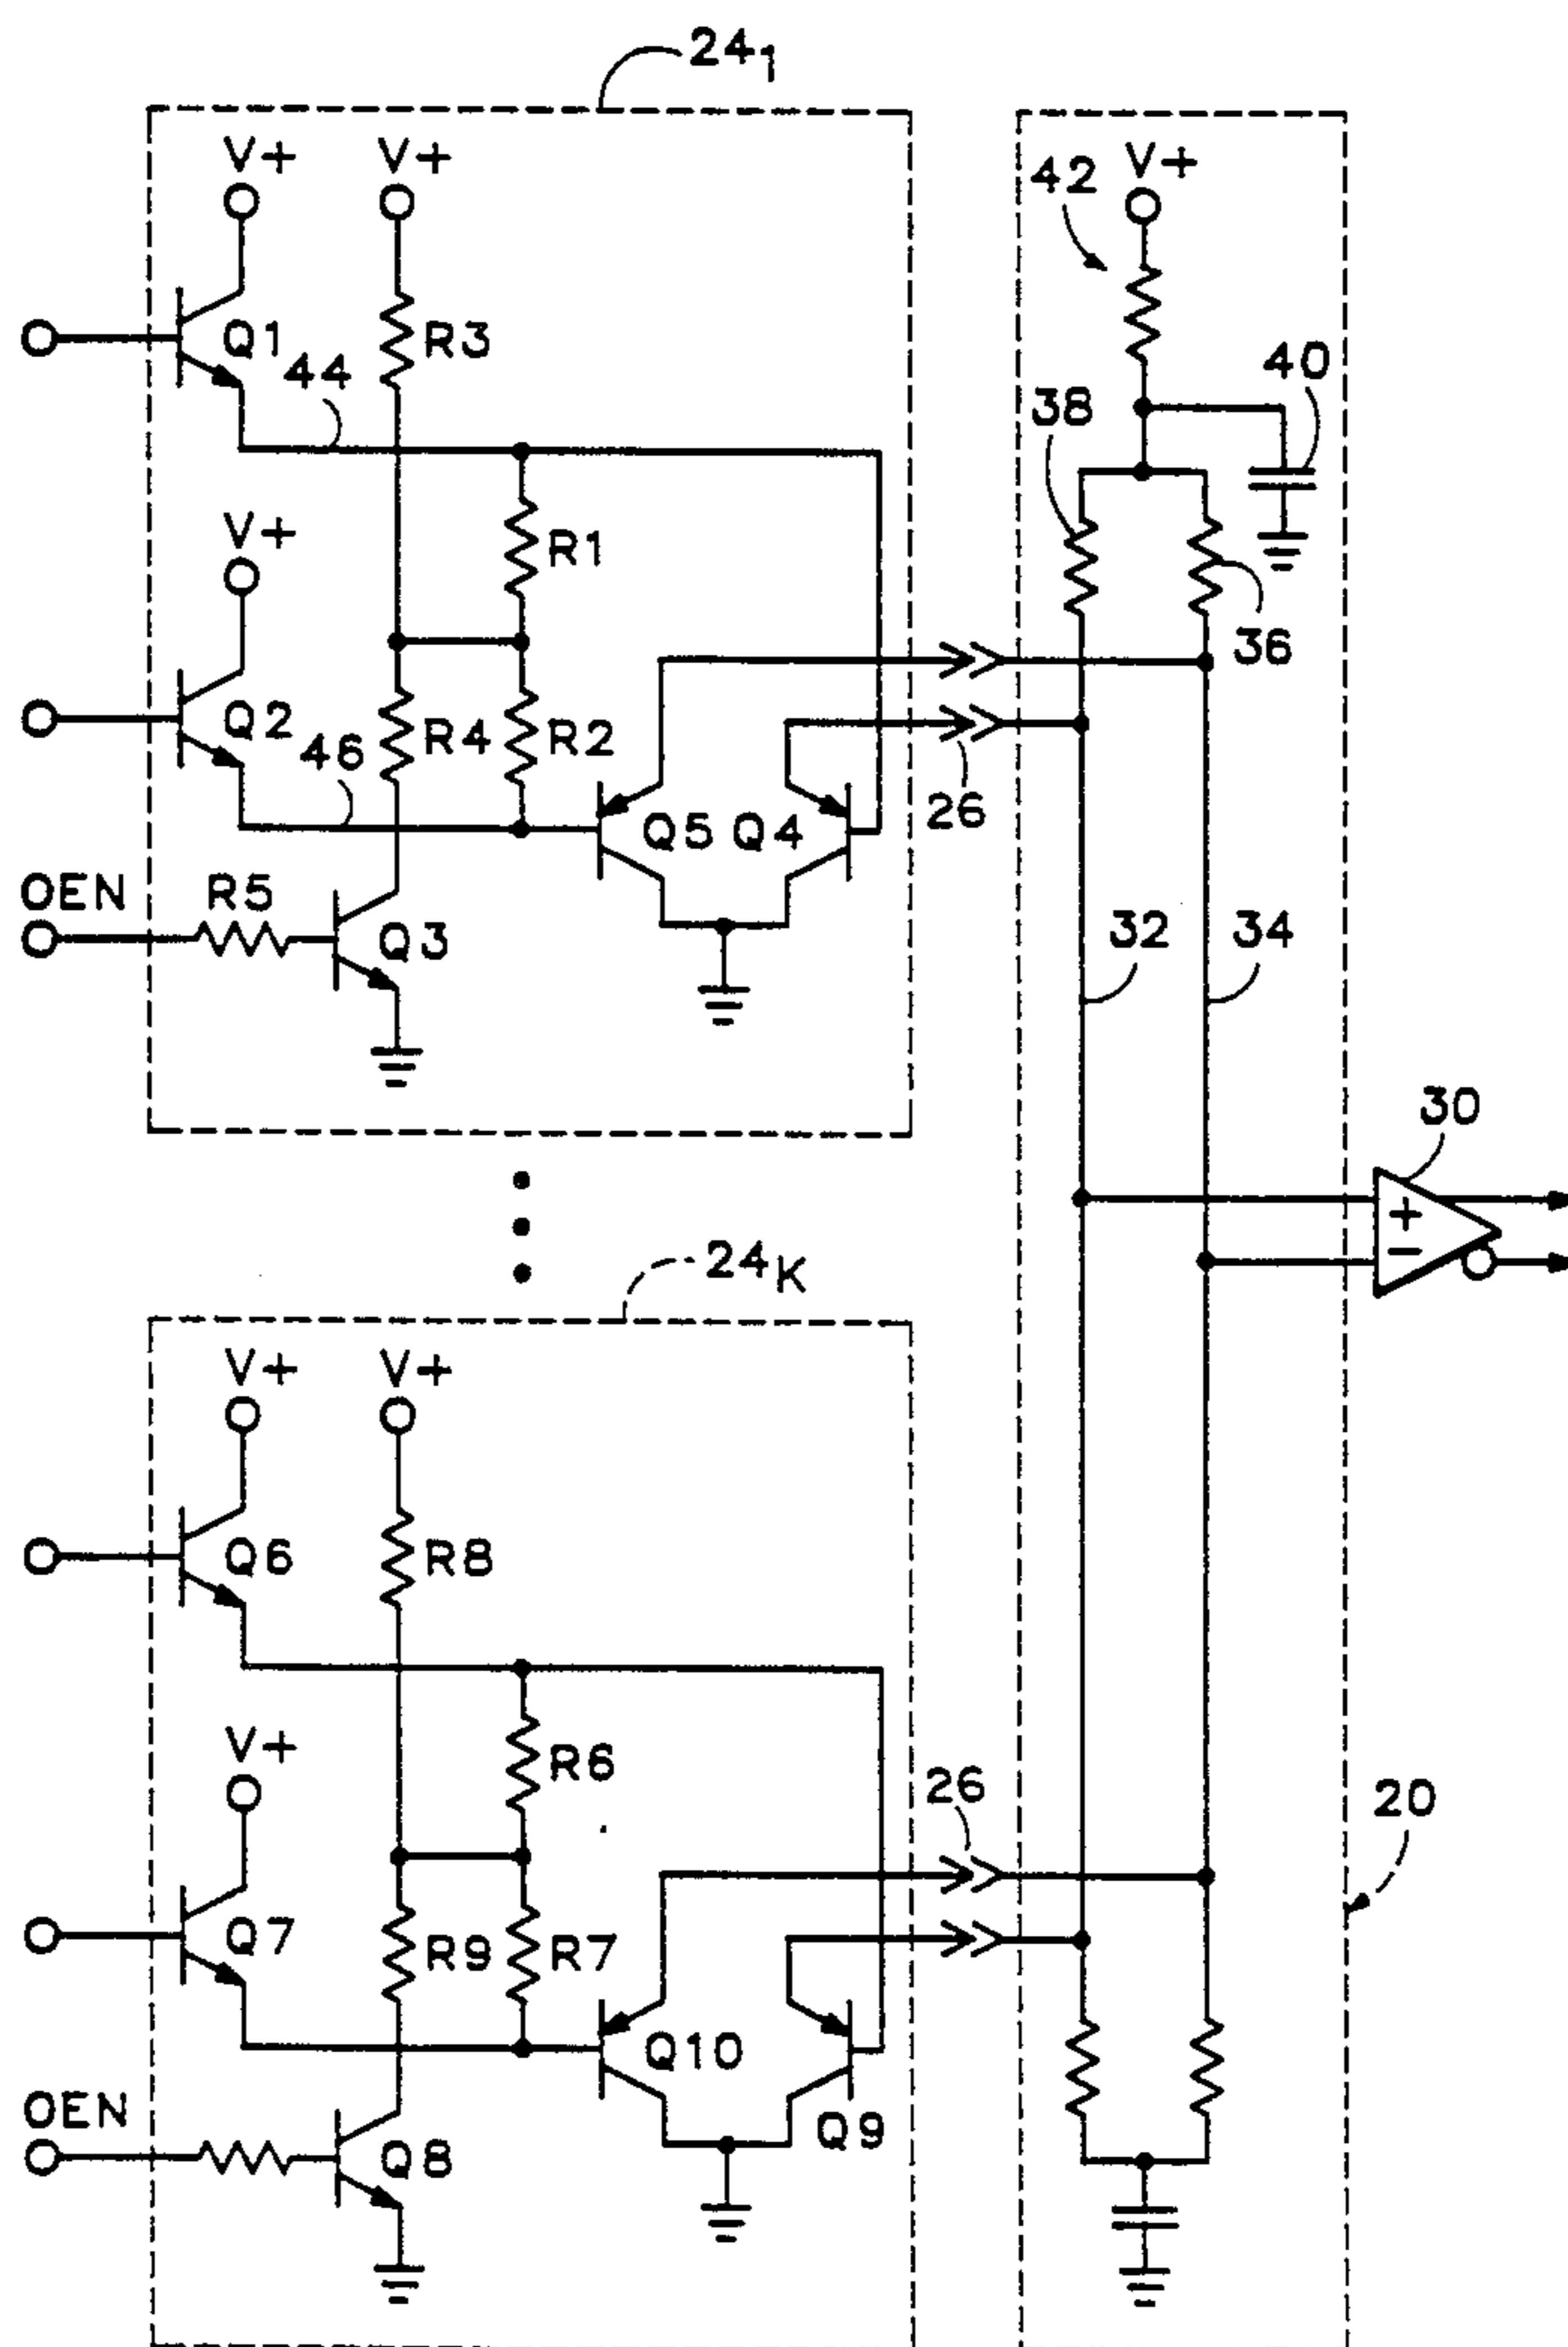 24₁
V+ V+
42 V+
Q1 R3
44
40
38
V+
R1
36
Q2 R4 R2
46
26
Q5 Q4
OEN R5
Q3
32 34
30
+
−
24K
V+ V+
Q6 R8
V+
R6
26
20
Q7 R9 R7
Q10
OEN
Q9
Q8